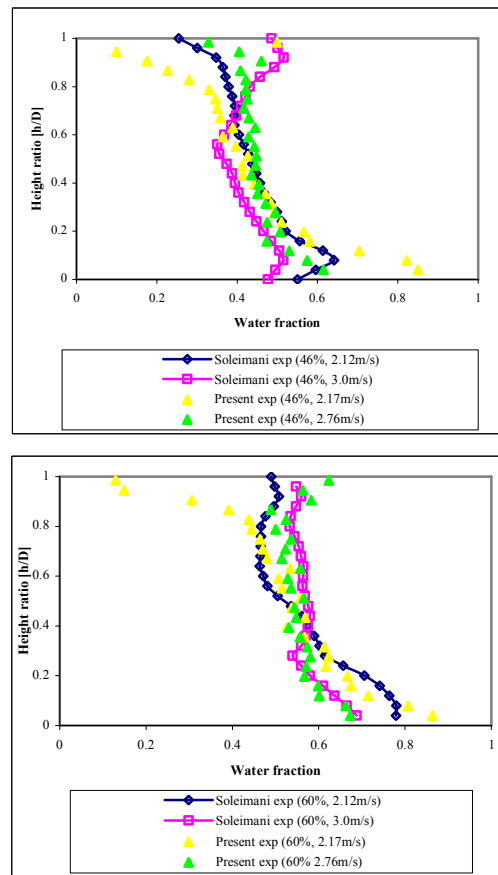 1
0.8
0.6
0.4
0.2
0
Height ratio [h/D]
0 0.2 0.4 0.6 0.8 1
Water fraction
Soleimani exp (46%, 2.12m/s)
Soleimani exp (46%, 3.0m/s)
Present exp (46%, 2.17m/s)
Present exp (46%, 2.76m/s)
1
0.8
0.6
0.4
0.2
0
Height ratio [h/D]
0 0.2 0.4 0.6 0.8 1
Water fraction
Soleimani exp (60%, 2.12m/s)
Soleimani exp (60%, 3.0m/s)
Present exp (60%, 2.17m/s)
Present exp (60% 2.76m/s)